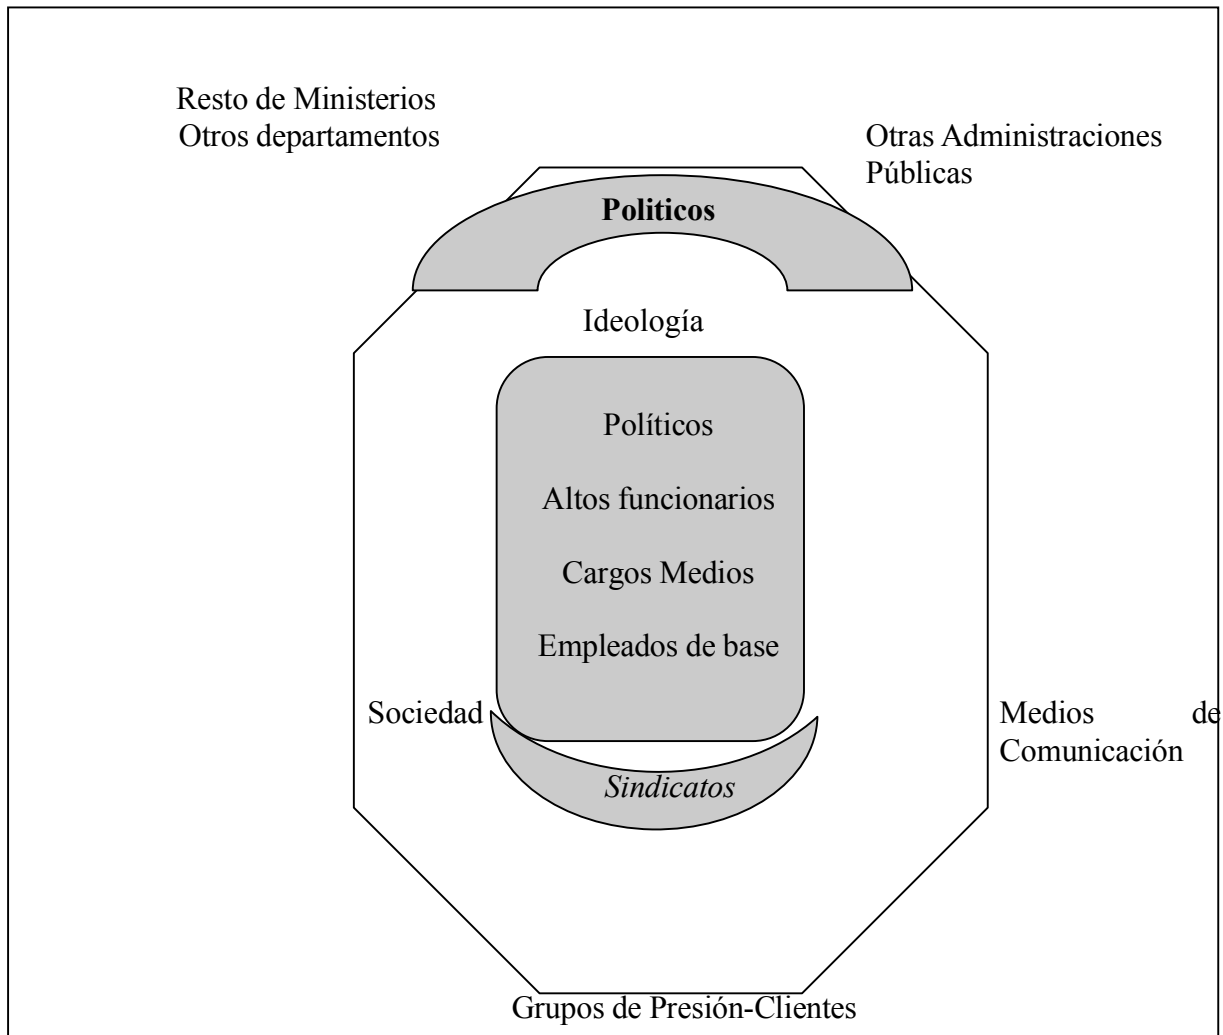 Resto de Ministerios
Otros departamentos
Otras Administraciones
Públicas
Politicos
Ideología
Políticos
Altos funcionarios
Cargos Medios
Empleados de base
Sociedad
Medios de
Comunicación
Sindicatos
Grupos de Presión-Clientes